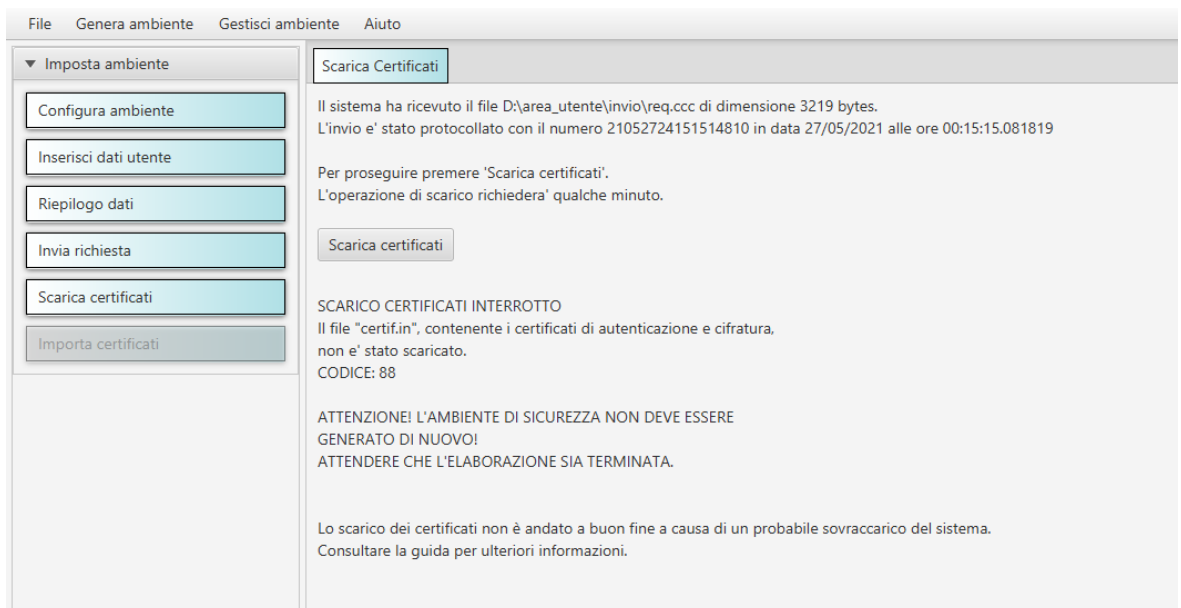 File Genera ambiente Gestisci ambiente Aiuto
Imposta ambiente
Configura ambiente
Inserisci dati utente
Riepilogo dati
Invia richiesta
Scarica certificati
Importa certificati
Scarica Certificati
Il sistema ha ricevuto il file D:\area_utente\invio\req.ccc di dimensione 3219 bytes.
L'invio e' stato protocollato con il numero 21052724151514810 in data 27/05/2021 alle ore 00:15:15.081819
Per proseguire premere 'Scarica certificati'.
L'operazione di scarico richiedera' qualche minuto.
Scarica certificati
SCARICO CERTIFICATI INTERROTTO
Il file "certif.in", contenente i certificati di autenticazione e cifratura,
non e' stato scaricato.
CODICE: 88
ATTENZIONE! L'AMBIENTE DI SICUREZZA NON DEVE ESSERE
GENERATO DI NUOVO!
ATTENDERE CHE L'ELABORAZIONE SIA TERMINATA.
Lo scarico dei certificati non è andato a buon fine a causa di un probabile sovraccarico del sistema.
Consultare la guida per ulteriori informazioni.